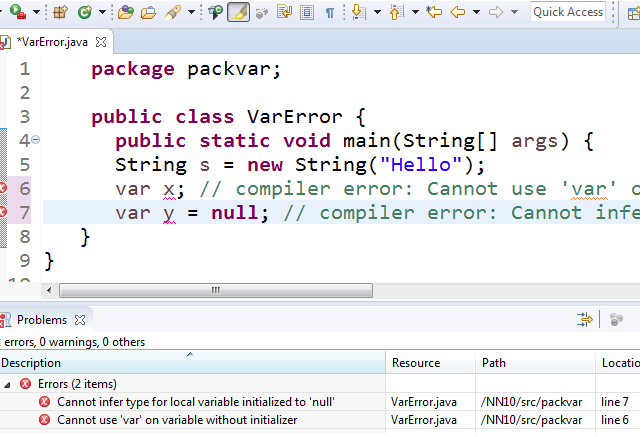 Quick Access
*VarError.java
1 package packvar;
2
3 public class VarError {
4 public static void main(String[] args) {
5 String s = new String("Hello");
6 var x; // compiler error: Cannot use 'var' o
7 var y = null; // compiler error: Cannot infe
8 }
9 }
Problems
errors, 0 warnings, 0 others
Description Resource Path Locatio
Errors (2 items)
Cannot infer type for local variable initialized to 'null' VarError.java /NN10/src/packvar line 7
Cannot use 'var' on variable without initializer VarError.java /NN10/src/packvar line 6